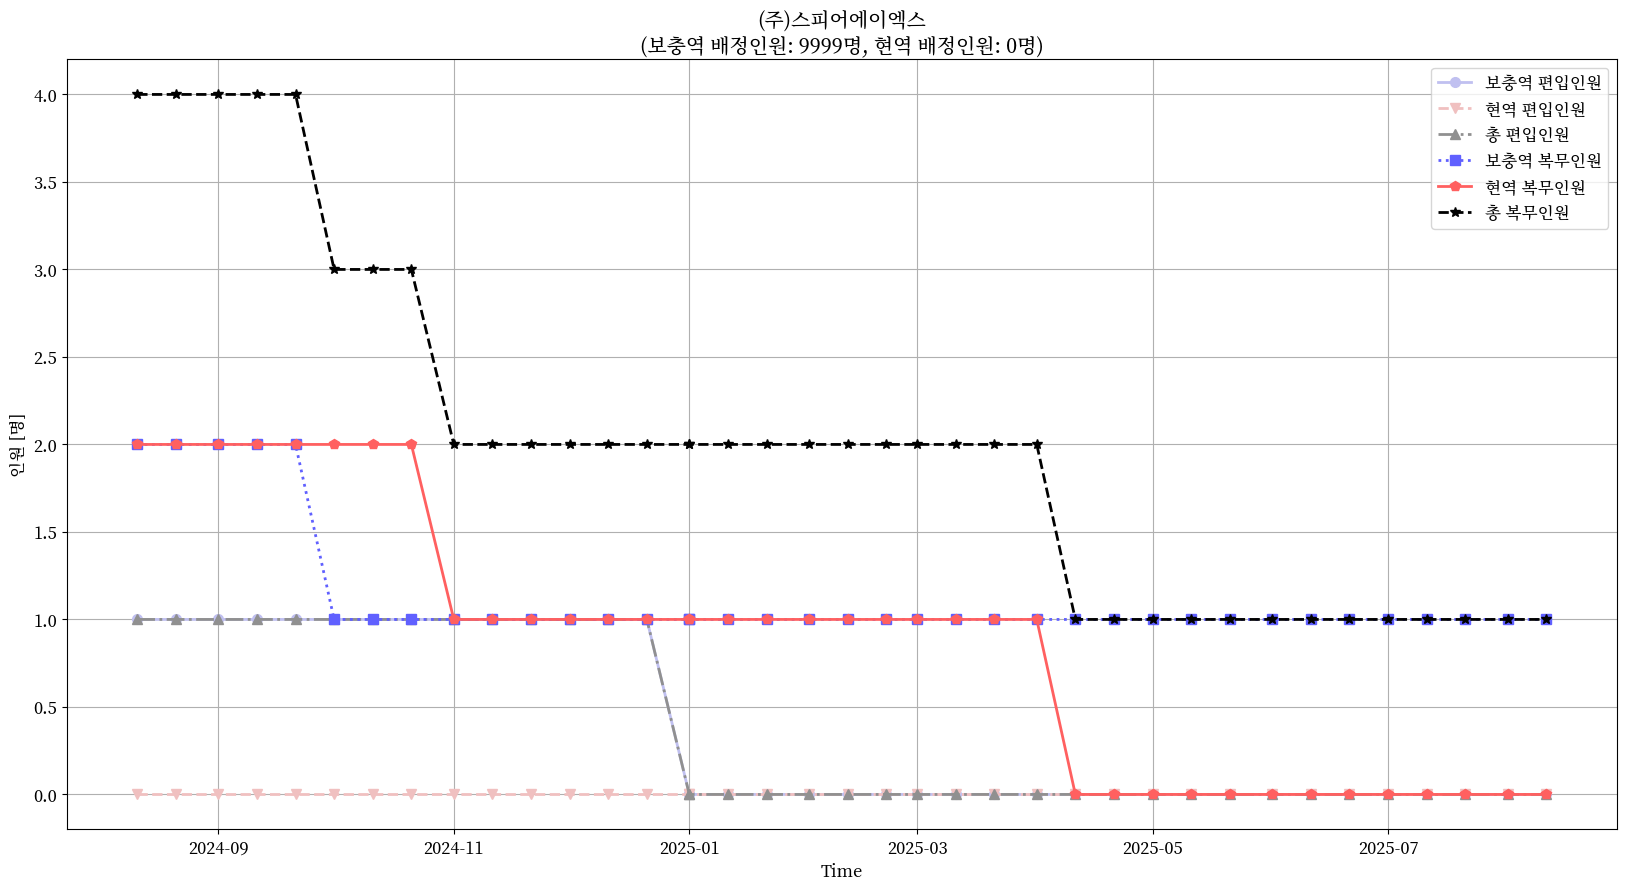 (주)스피어에이엑스
(보충역 배정인원: 9999명, 현역 배정인원: 0명)
보충역 편입인원
현역 편입인원
총 편입인원
보충역 복무인원
현역 복무인원
총 복무인원
인원 [명]
4.0
3.5
3.0
2.5
2.0
1.5
1.0
0.5
0.0
2024-09
2024-11
2025-01
2025-03
2025-05
2025-07
Time